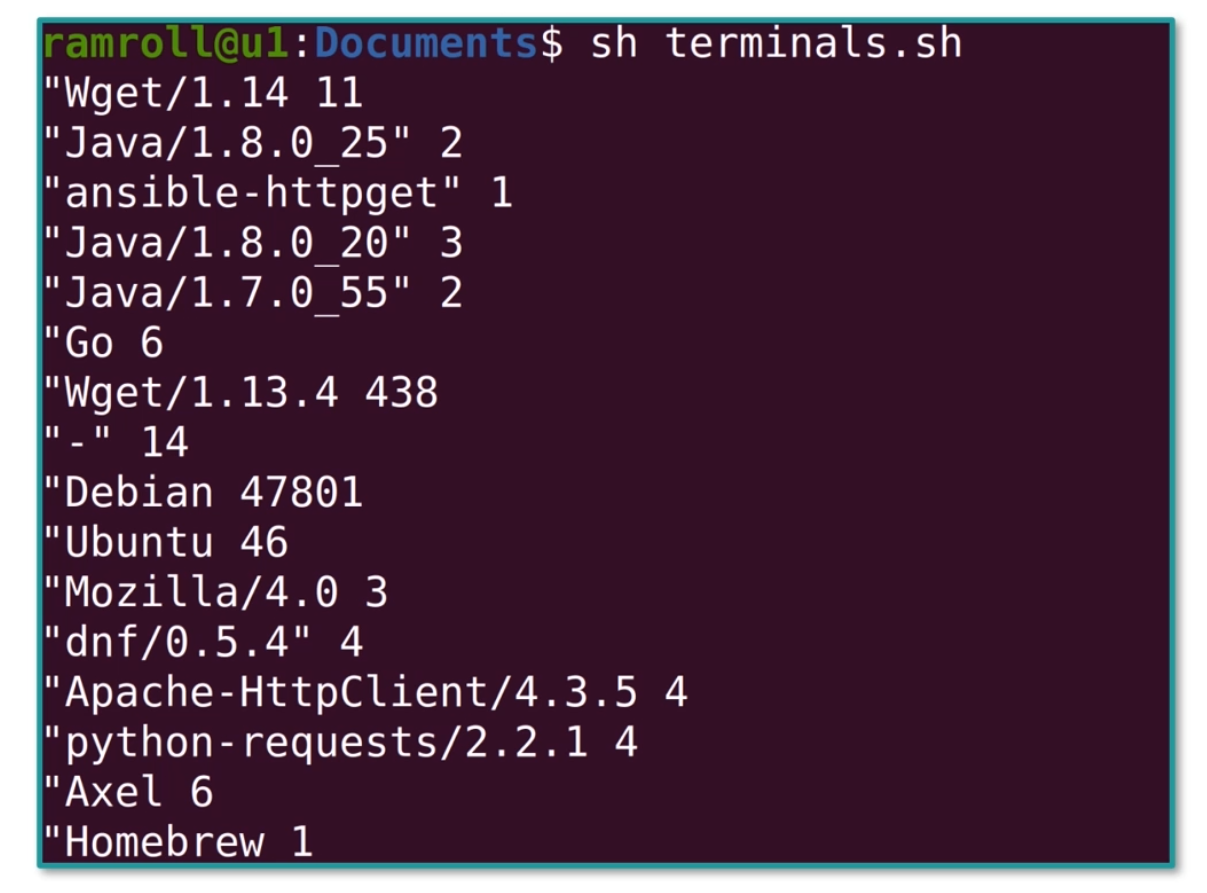 ramroll@u1:Documents$ sh terminals.sh
"Wget/1.14 11
"Java/1.8.0_25" 2
"ansible-httpget" 1
"Java/1.8.0_20" 3
"Java/1.7.0_55" 2
"Go 6
"Wget/1.13.4 438
"-" 14
"Debian 47801
"Ubuntu 46
"Mozilla/4.0 3
"dnf/0.5.4" 4
"Apache-HttpClient/4.3.5 4
"python-requests/2.2.1 4
"Axel 6
"Homebrew 1